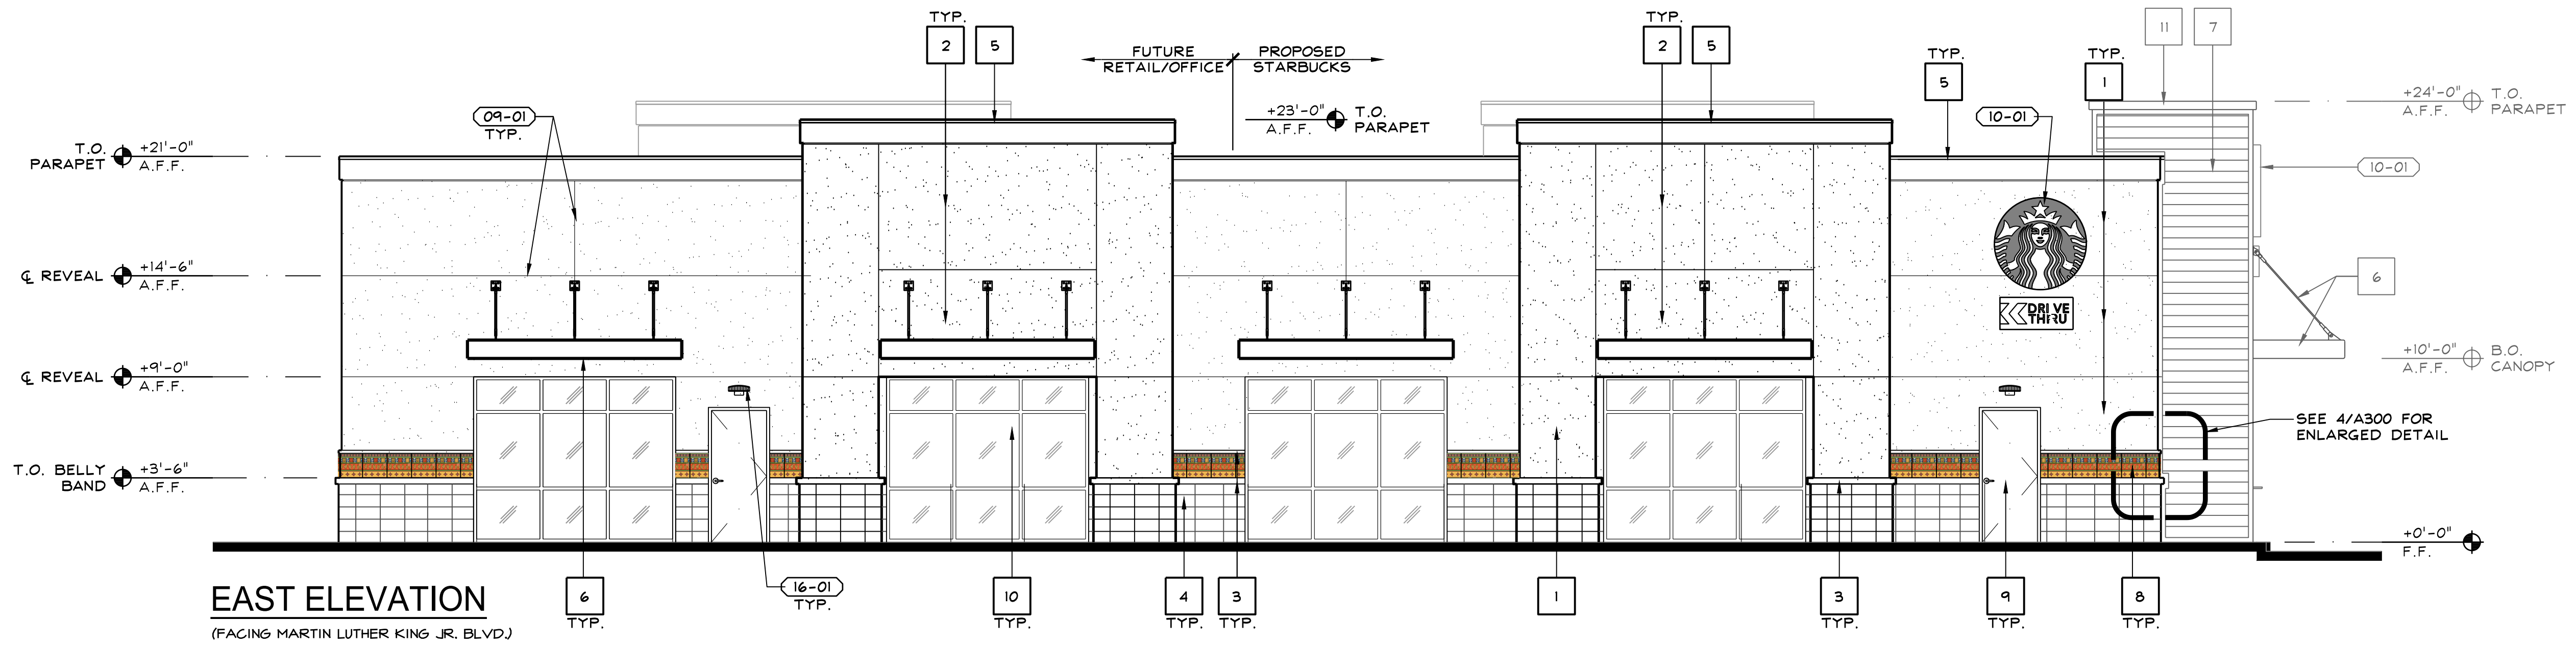 TYP.
2
5
FUTURE
RETAIL/OFFICE
PROPOSED
STARBUCKS
TYP.
2
5
TYP.
5
TYP.
1
11
7
09-01
TYP.
+23'-0"
A.F.F.
T.O.
PARAPET
10-01
+24'-0"
A.F.F.
T.O.
PARAPET
T.O.
PARAPET
+21'-0"
A.F.F.
10-01
℄ REVEAL
+14'-6"
A.F.F.
6
DRIVE
THRU
℄ REVEAL
+9'-0"
A.F.F.
+10'-0"
A.F.F.
B.O.
CANOPY
SEE 4/A300 FOR
ENLARGED DETAIL
T.O. BELLY
BAND
+3'-6"
A.F.F.
+0'-0"
F.F.
6
TYP.
16-01
TYP.
10
TYP.
4
TYP.
3
TYP.
1
3
TYP.
9
TYP.
8
TYP.
EAST ELEVATION
(FACING MARTIN LUTHER KING JR. BLVD.)